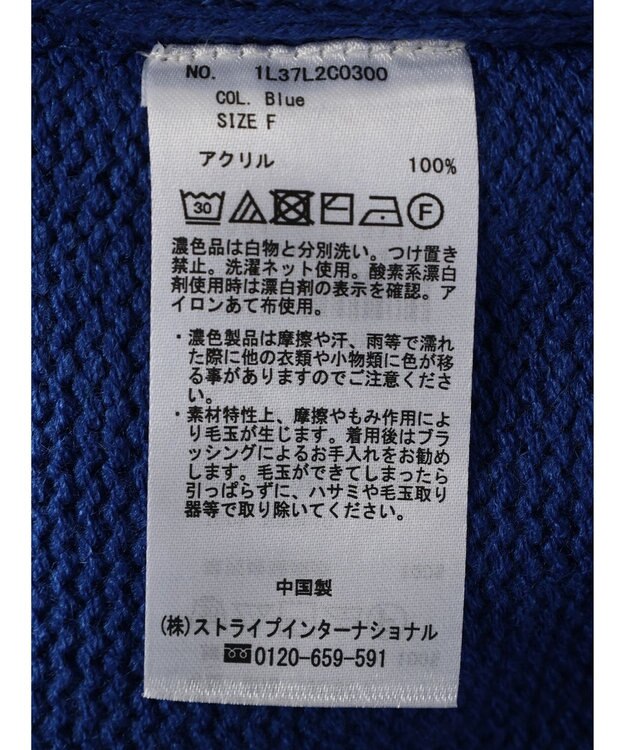 NO. 1L37L2C0300
COL. Blue
SIZE F
アクリル 100%
30 F
濃色品は白物と分別洗い。つけ置き
禁止。洗濯ネット使用。酸素系漂白
剤使用時は漂白剤の表示を確認。ア
イロンあて布使用。
・濃色製品は摩擦や汗、雨等で濡れ
た際に他の衣類や小物類に色が移
る事がありますのでご注意くださ
い。
・素材特性上、摩擦やもみ作用によ
り毛玉が生じます。着用後はブラ
ッシングによるお手入れをお勧め
します。毛玉ができてしまったら
引っぱらずに、ハサミや毛玉取り
器等で取り除いてください。
中国製
(株)ストライプインターナショナル
0120-659-591